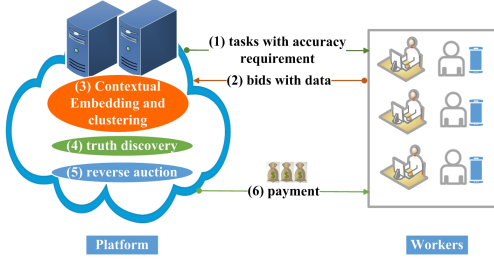 (1) tasks with accuracy
requirement
(2) bids with data
(3) Contextual
Embedding and
clustering
(4) truth discovery
(5) reverse auction
(6) payment
Platform
Workers